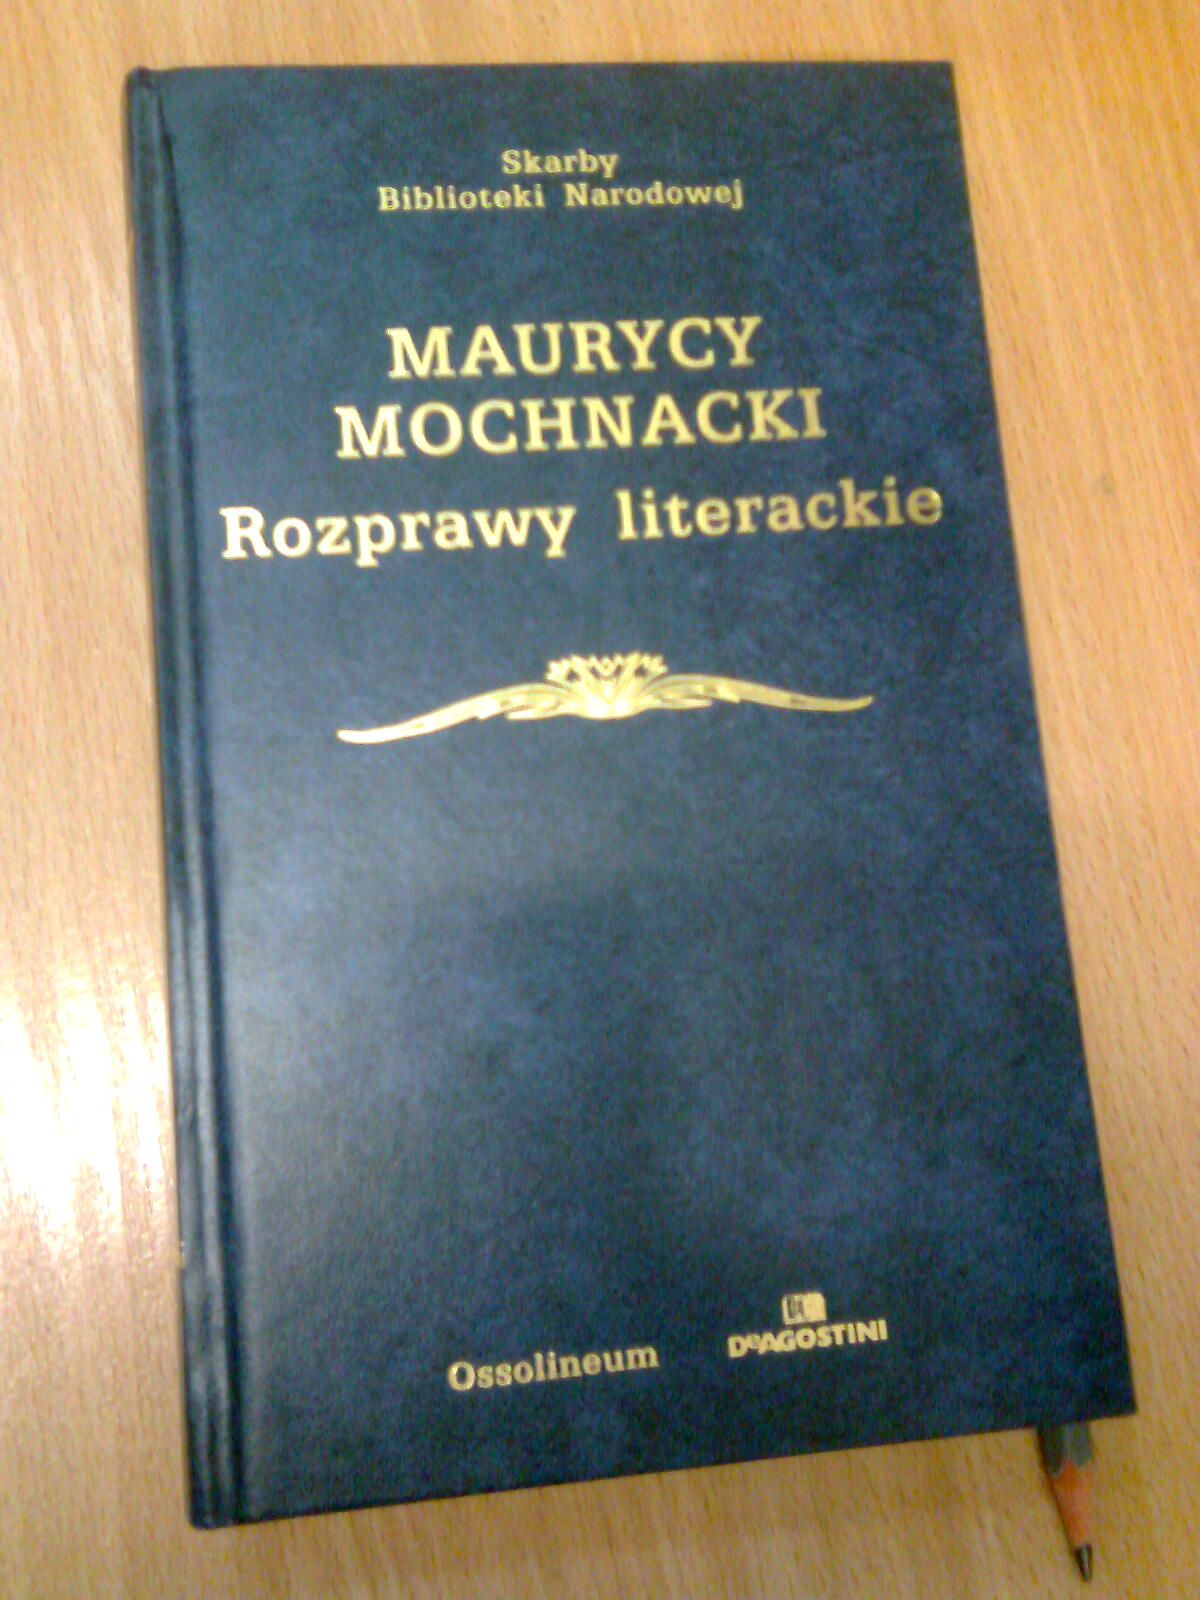 Skarby
Biblioteki Narodowej
MAURYCY
MOCHNACKI
Rozprawy literackie
Ossolineum
DeAGOSTINI